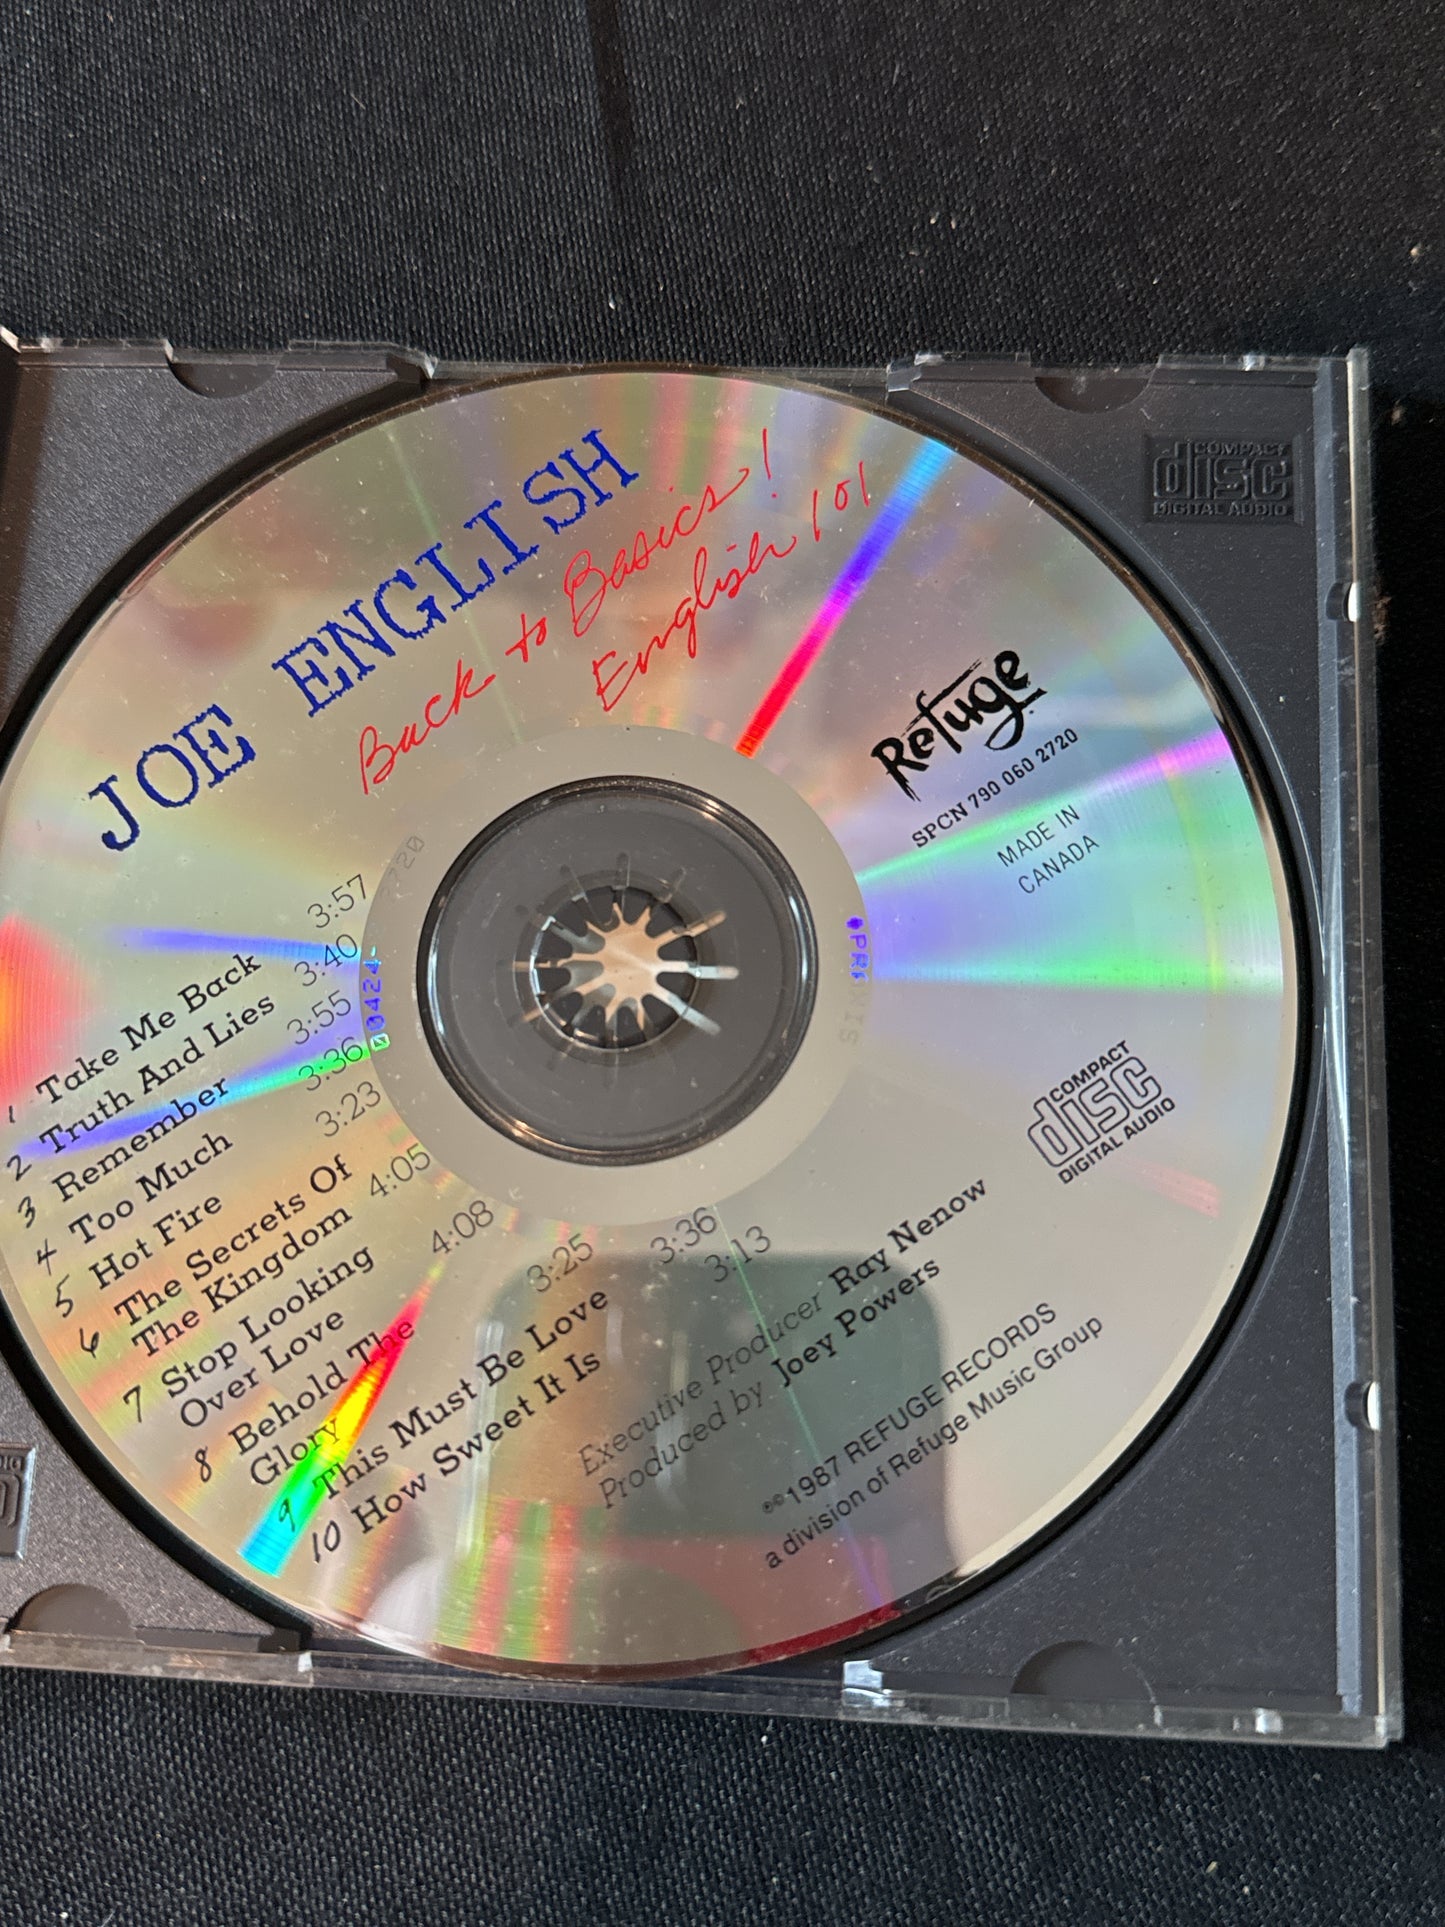 JOE ENGLISH
Back to Basics!
English 101
Refuge
SPCN 790 060 2720
MADE IN
CANADA
COMPACT
disc
DIGITAL AUDIO
1 Take Me Back 3:57
2 Truth And Lies 3:40
3 Remember 3:55
4 Too Much 3:36
5 Hot Fire 3:23
6 The Secrets Of
The Kingdom 4:05
7 Stop Looking
Over Love 4:08
8 Behold The
Glory 3:25
9 This Must Be Love 3:36
10 How Sweet It Is 3:13
Executive Producer Ray Nenow
Produced by Joey Powers
℗©1987 REFUGE RECORDS
a division of Refuge Music Group
COMPACT
disc
DIGITAL AUDIO